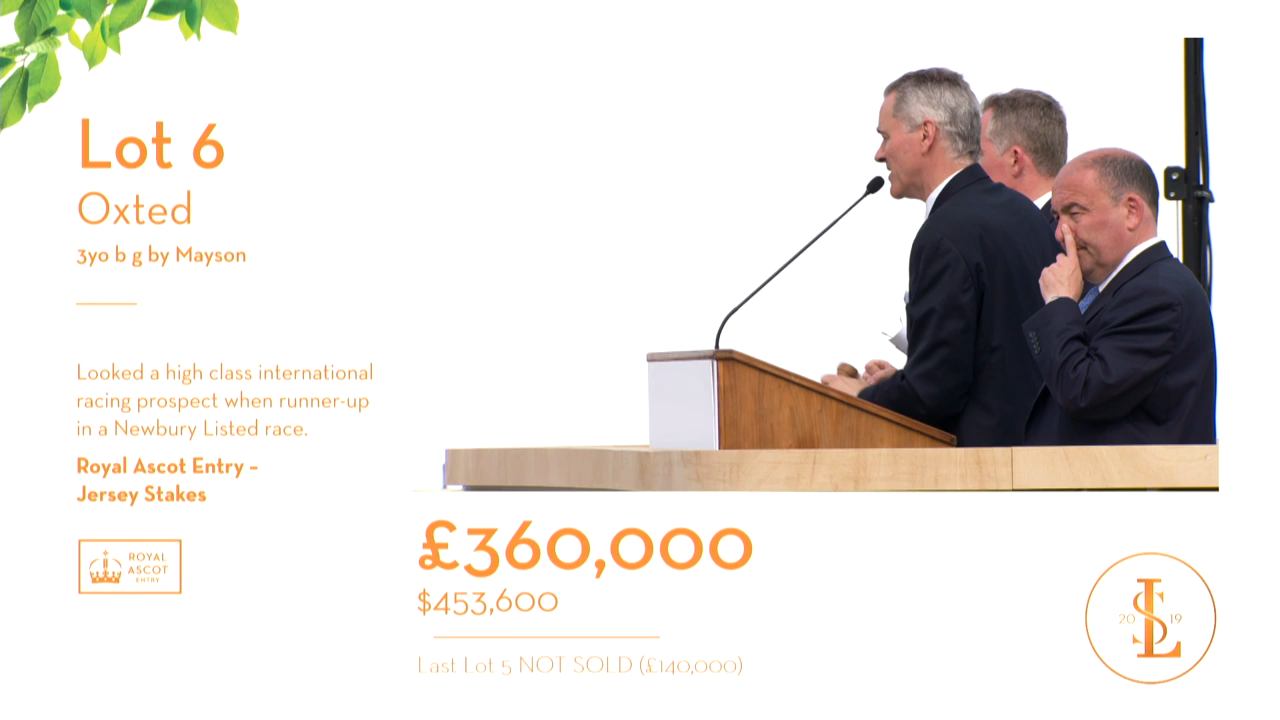 Lot 6
Oxted
3yo b g by Mayson
Looked a high class international
racing prospect when runner-up
in a Newbury Listed race.
Royal Ascot Entry –
Jersey Stakes
ROYAL
ASCOT
ENTRY
£360,000
$453,600
Last Lot 5 NOT SOLD (£140,000)
20 SL 19